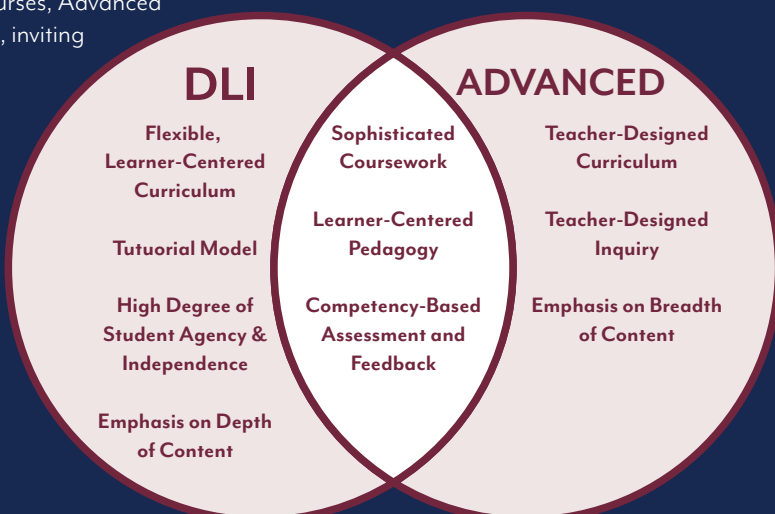 urses, Advanced
, inviting
DLI
Flexible,
Learner-Centered
Curriculum
Tutuorial Model
High Degree of
Student Agency &
Independence
Emphasis on Depth
of Content
Sophisticated
Coursework
Learner-Centered
Pedagogy
Competency-Based
Assessment and
Feedback
ADVANCED
Teacher-Designed
Curriculum
Teacher-Designed
Inquiry
Emphasis on Breadth
of Content